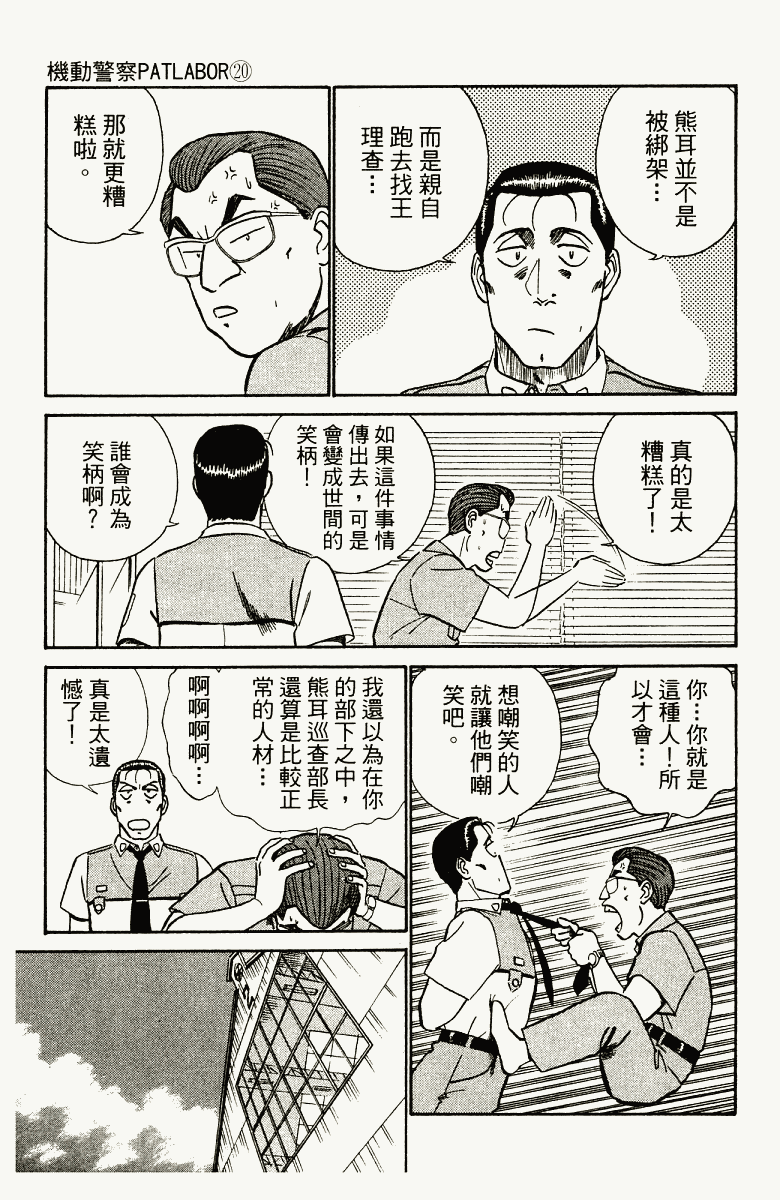 機動警察PATLABOR⑳
熊耳並不是
被綁架…
而是親自
跑去找王
理查…
那就更糟
糕啦。
真的是太
糟糕了！
如果這件事情
傳出去，可是
會變成世間的
笑柄！
誰會成為
笑柄啊？
你…你就是
這種人！所
以才會…
想嘲笑的人
就讓他們嘲
笑吧。
我還以為在你
的部下之中，
熊耳巡查部長
還算是比較正
常的人材…
啊啊啊啊…
真是太遺
憾了！